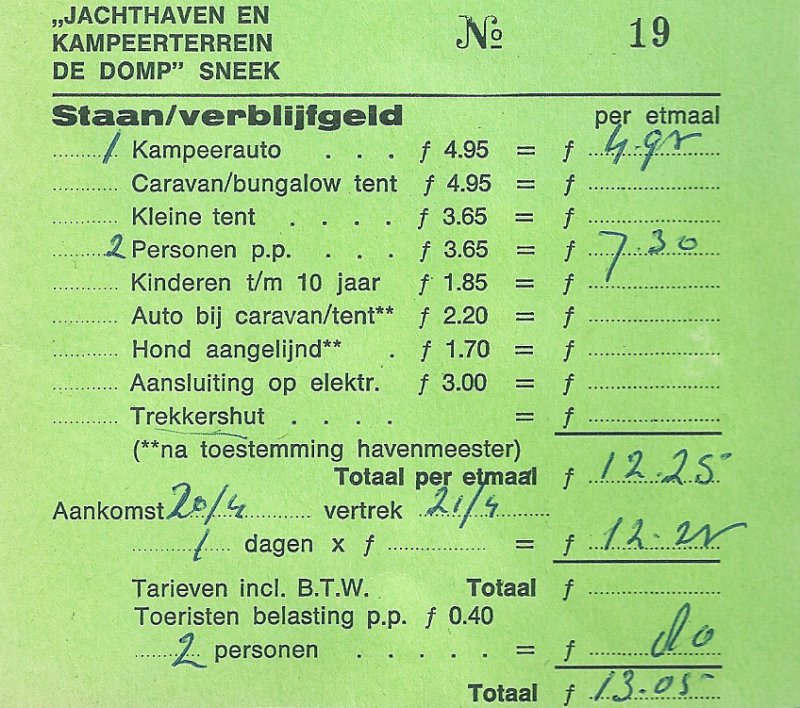 „JACHTHAVEN EN
KAMPEERTERREIN
DE DOMP” SNEEK
№ 19
Staan/verblijfgeld per etmaal
1 Kampeerauto . . . ƒ 4.95 = ƒ 4.95
Caravan/bungalow tent ƒ 4.95 = ƒ
Kleine tent . . . . ƒ 3.65 = ƒ
2 Personen p.p. . . . ƒ 3.65 = ƒ 7.30
Kinderen t/m 10 jaar ƒ 1.85 = ƒ
Auto bij caravan/tent** ƒ 2.20 = ƒ
Hond aangelijnd** . ƒ 1.70 = ƒ
Aansluiting op elektr. ƒ 3.00 = ƒ
Trekkershut . . . . = ƒ
(**na toestemming havenmeester)
Totaal per etmaal ƒ 12.25
Aankomst 20/4 vertrek 21/4
1 dagen x ƒ = ƒ 12.25
Tarieven incl. B.T.W. Totaal ƒ
Toeristen belasting p.p. ƒ 0.40
2 personen . . . . . = ƒ 80
Totaal ƒ 13.05